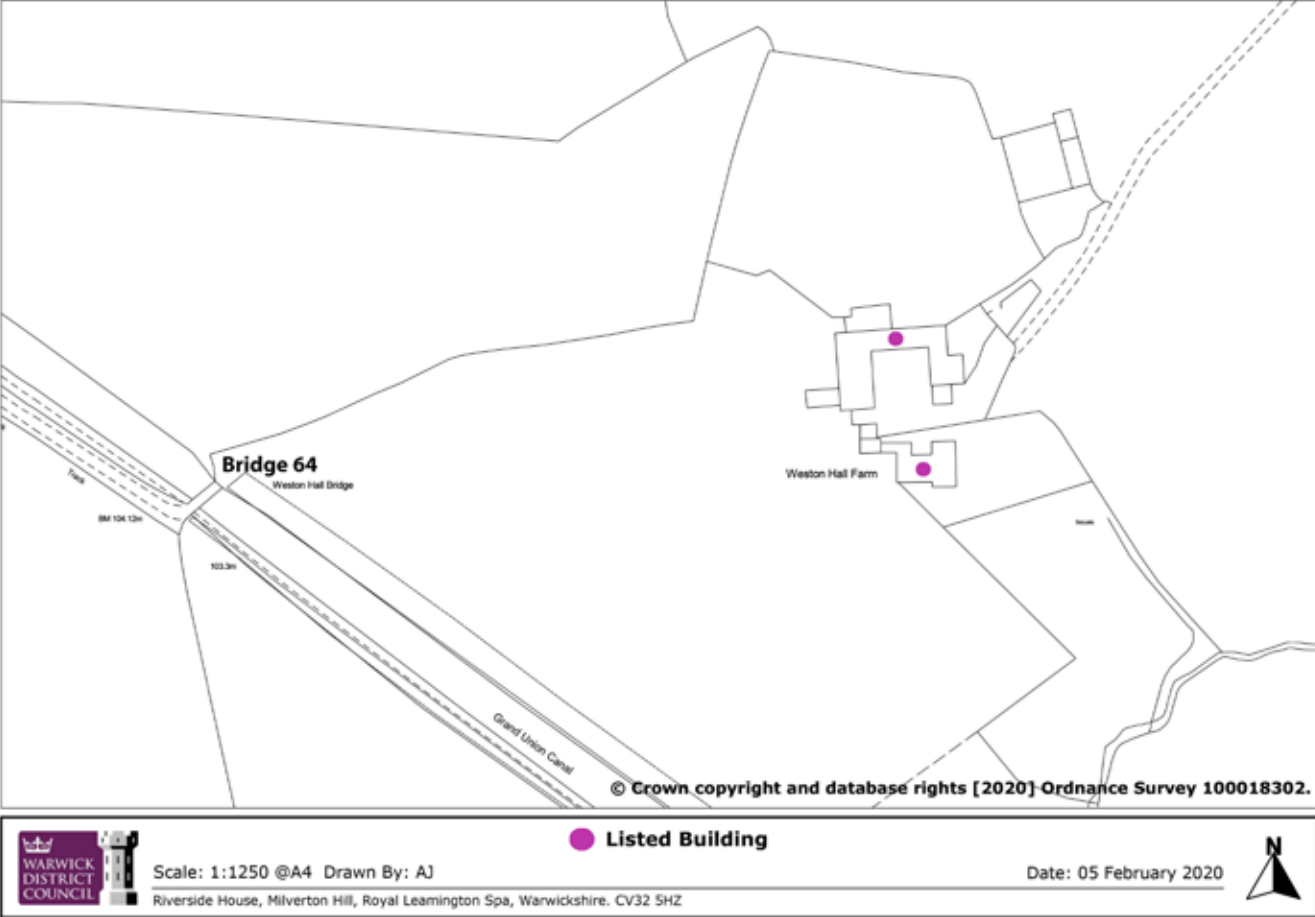 Bridge 64
Weston Hall Bridge
Weston Hall Farm
Track
BM 104.12m
Issues
103.3m
Grand Union Canal
© Crown copyright and database rights [2020] Ordnance Survey 100018302.
WARWICK
DISTRICT
COUNCIL
Listed Building
Scale: 1:1250 @A4 Drawn By: AJ
Date: 05 February 2020
N
Riverside House, Milverton Hill, Royal Leamington Spa, Warwickshire. CV32 5HZ